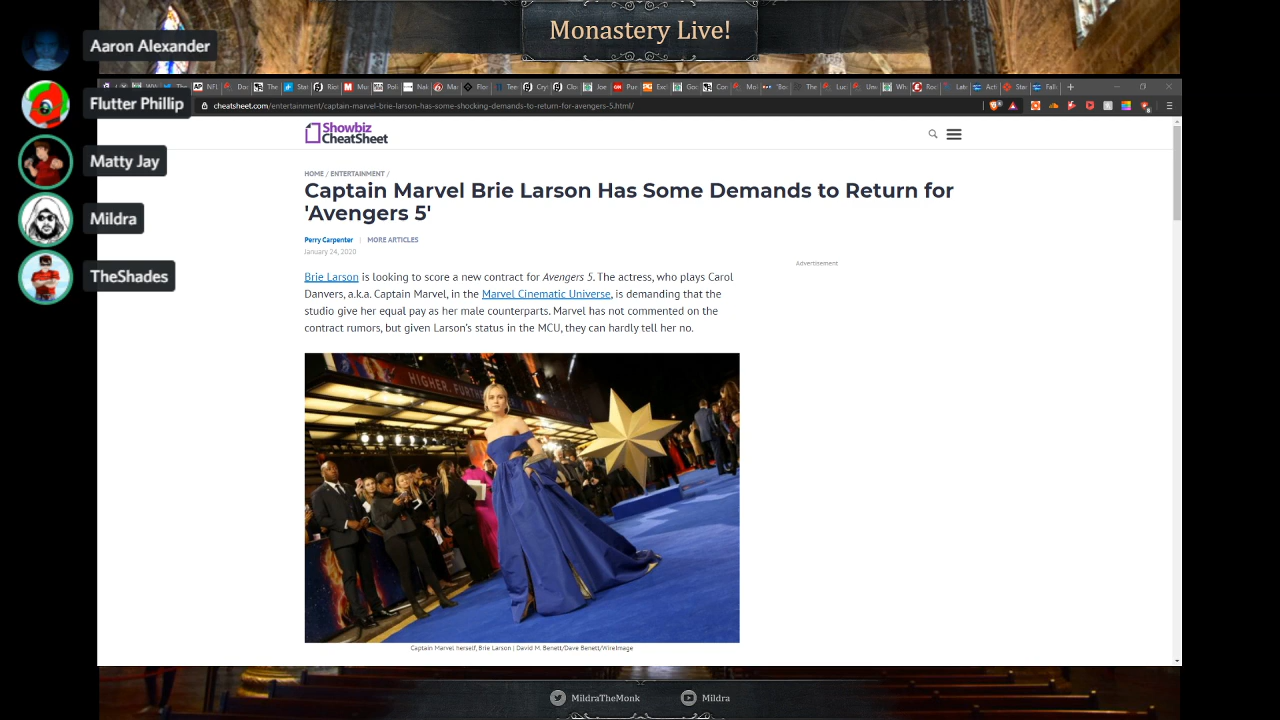 Monastery Live!
Aaron Alexander
Flutter Phillip
Matty Jay
Mildra
TheShades
cheatsheet.com/entertainment/captain-marvel-brie-larson-has-some-shocking-demands-to-return-for-avengers-5.html/
Showbiz
CheatSheet
HOME / ENTERTAINMENT /
Captain Marvel Brie Larson Has Some Demands to Return for
'Avengers 5'
Perry Carpenter | MORE ARTICLES
January 24, 2020
Advertisement
Brie Larson is looking to score a new contract for Avengers 5. The actress, who plays Carol
Danvers, a.k.a. Captain Marvel, in the Marvel Cinematic Universe, is demanding that the
studio give her equal pay as her male counterparts. Marvel has not commented on the
contract rumors, but given Larson's status in the MCU, they can hardly tell her no.
HIGHER. FURTH
Captain Marvel herself, Brie Larson | David M. Benett/Dave Benett/WireImage
MildraTheMonk
Mildra